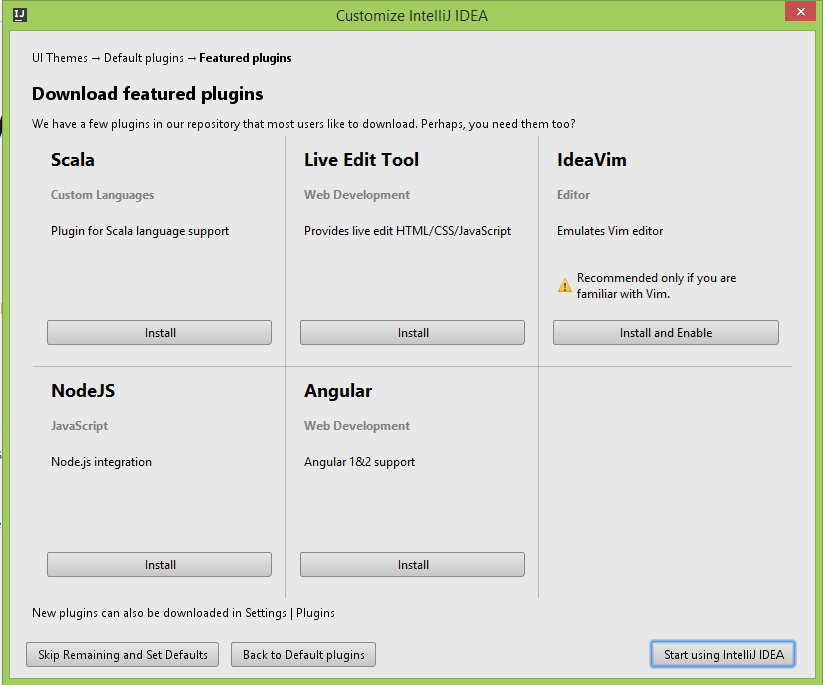 IJ
Customize IntelliJ IDEA
UI Themes → Default plugins → Featured plugins
Download featured plugins
We have a few plugins in our repository that most users like to download. Perhaps, you need them too?
Scala
Custom Languages
Plugin for Scala language support
Install
Live Edit Tool
Web Development
Provides live edit HTML/CSS/JavaScript
Install
IdeaVim
Editor
Emulates Vim editor
Recommended only if you are
familiar with Vim.
Install and Enable
NodeJS
JavaScript
Node.js integration
Install
Angular
Web Development
Angular 1&2 support
Install
New plugins can also be downloaded in Settings | Plugins
Skip Remaining and Set Defaults
Back to Default plugins
Start using IntelliJ IDEA